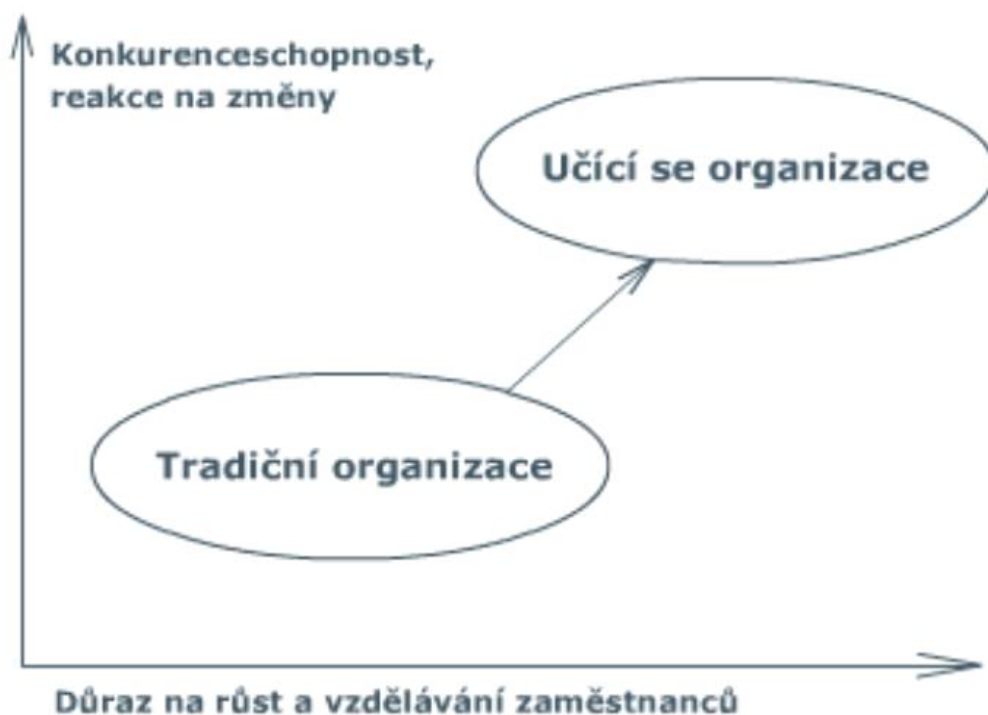 Konkurenceschopnost,
reakce na změny
Učící se organizace
Tradiční organizace
Důraz na růst a vzdělávání zaměstnanců